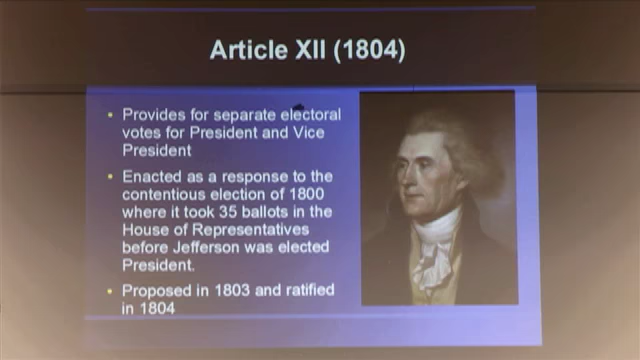 Article XII (1804)
• Provides for separate electoral
votes for President and Vice
President
• Enacted as a response to the
contentious election of 1800
where it took 35 ballots in the
House of Representatives
before Jefferson was elected
President.
• Proposed in 1803 and ratified
in 1804